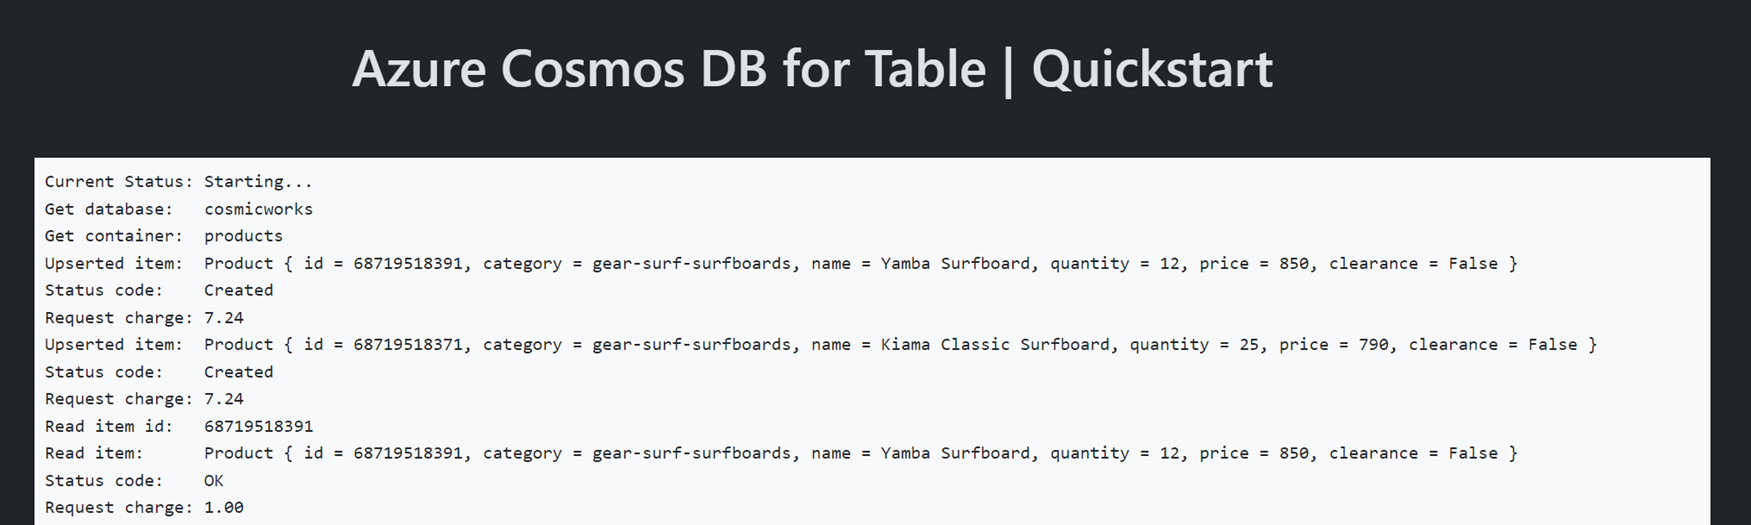 Azure Cosmos DB for Table | Quickstart
Current Status: Starting...
Get database:   cosmicworks
Get container:  products
Upserted item:  Product { id = 68719518391, category = gear-surf-surfboards, name = Yamba Surfboard, quantity = 12, price = 850, clearance = False }
Status code:    Created
Request charge: 7.24
Upserted item:  Product { id = 68719518371, category = gear-surf-surfboards, name = Kiama Classic Surfboard, quantity = 25, price = 790, clearance = False }
Status code:    Created
Request charge: 7.24
Read item id:   68719518391
Read item:      Product { id = 68719518391, category = gear-surf-surfboards, name = Yamba Surfboard, quantity = 12, price = 850, clearance = False }
Status code:    OK
Request charge: 1.00